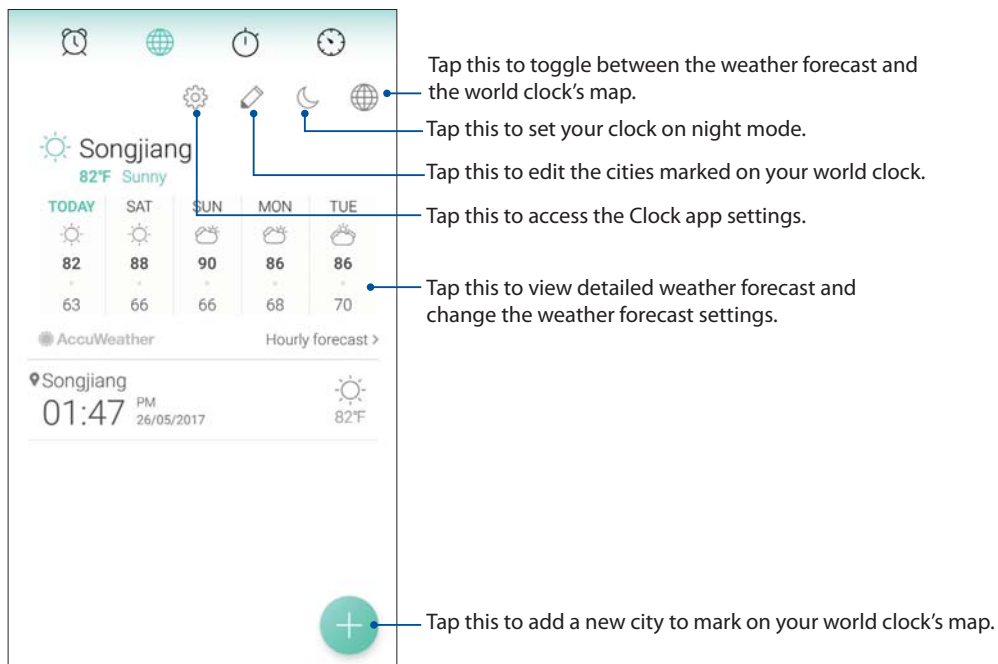 Tap this to toggle between the weather forecast and
the world clock's map.
Tap this to set your clock on night mode.
Songjiang
82°F Sunny
Tap this to edit the cities marked on your world clock.
TODAY SAT SUN MON TUE
Tap this to access the Clock app settings.
82 88 90 86 86
63 66 66 68 70
Tap this to view detailed weather forecast and
change the weather forecast settings.
AccuWeather Hourly forecast >
Songjiang
01:47 PM
26/05/2017
82°F
Tap this to add a new city to mark on your world clock's map.